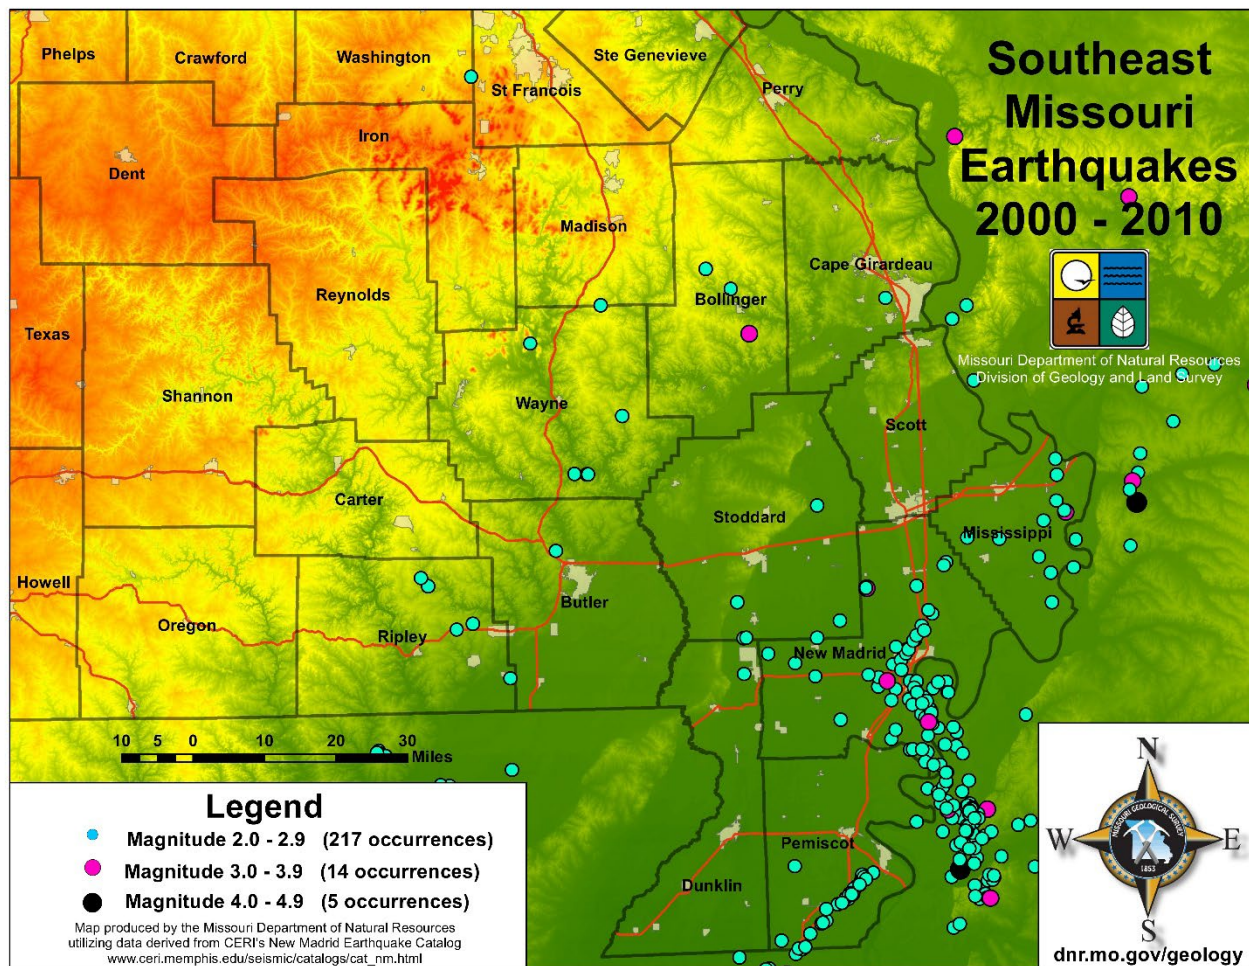 Southeast
Missouri
Earthquakes
2000 - 2010
Missouri Department of Natural Resources
Division of Geology and Land Survey
Phelps
Crawford
Washington
St Francois
Ste Genevieve
Perry
Iron
Dent
Madison
Cape Girardeau
Reynolds
Bollinger
Texas
Shannon
Wayne
Scott
Carter
Stoddard
Mississippi
Howell
Butler
Oregon
Ripley
New Madrid
Pemiscot
Dunklin
10 5 0 10 20 30
Miles
Legend
Magnitude 2.0 - 2.9 (217 occurrences)
Magnitude 3.0 - 3.9 (14 occurrences)
Magnitude 4.0 - 4.9 (5 occurrences)
Map produced by the Missouri Department of Natural Resources
utilizing data derived from CERI's New Madrid Earthquake Catalog
www.ceri.memphis.edu/seismic/catalogs/cat_nm.html
N
W
E
S
MISSOURI GEOLOGICAL SURVEY
1853
dnr.mo.gov/geology